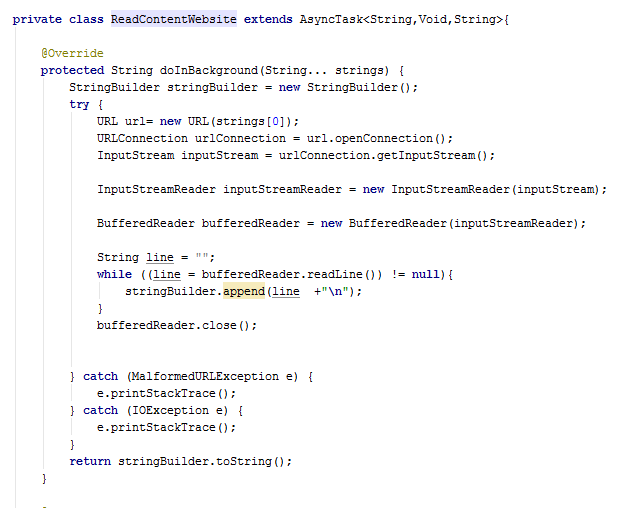 private class ReadContentWebsite extends AsyncTask<String,Void,String>{
@Override
protected String doInBackground(String... strings) {
StringBuilder stringBuilder = new StringBuilder();
try {
URL url= new URL(strings[0]);
URLConnection urlConnection = url.openConnection();
InputStream inputStream = urlConnection.getInputStream();
InputStreamReader inputStreamReader = new InputStreamReader(inputStream);
BufferedReader bufferedReader = new BufferedReader(inputStreamReader);
String line = "";
while ((line = bufferedReader.readLine()) != null){
stringBuilder.append(line  +"\n");
}
bufferedReader.close();
} catch (MalformedURLException e) {
e.printStackTrace();
} catch (IOException e) {
e.printStackTrace();
}
return stringBuilder.toString();
}